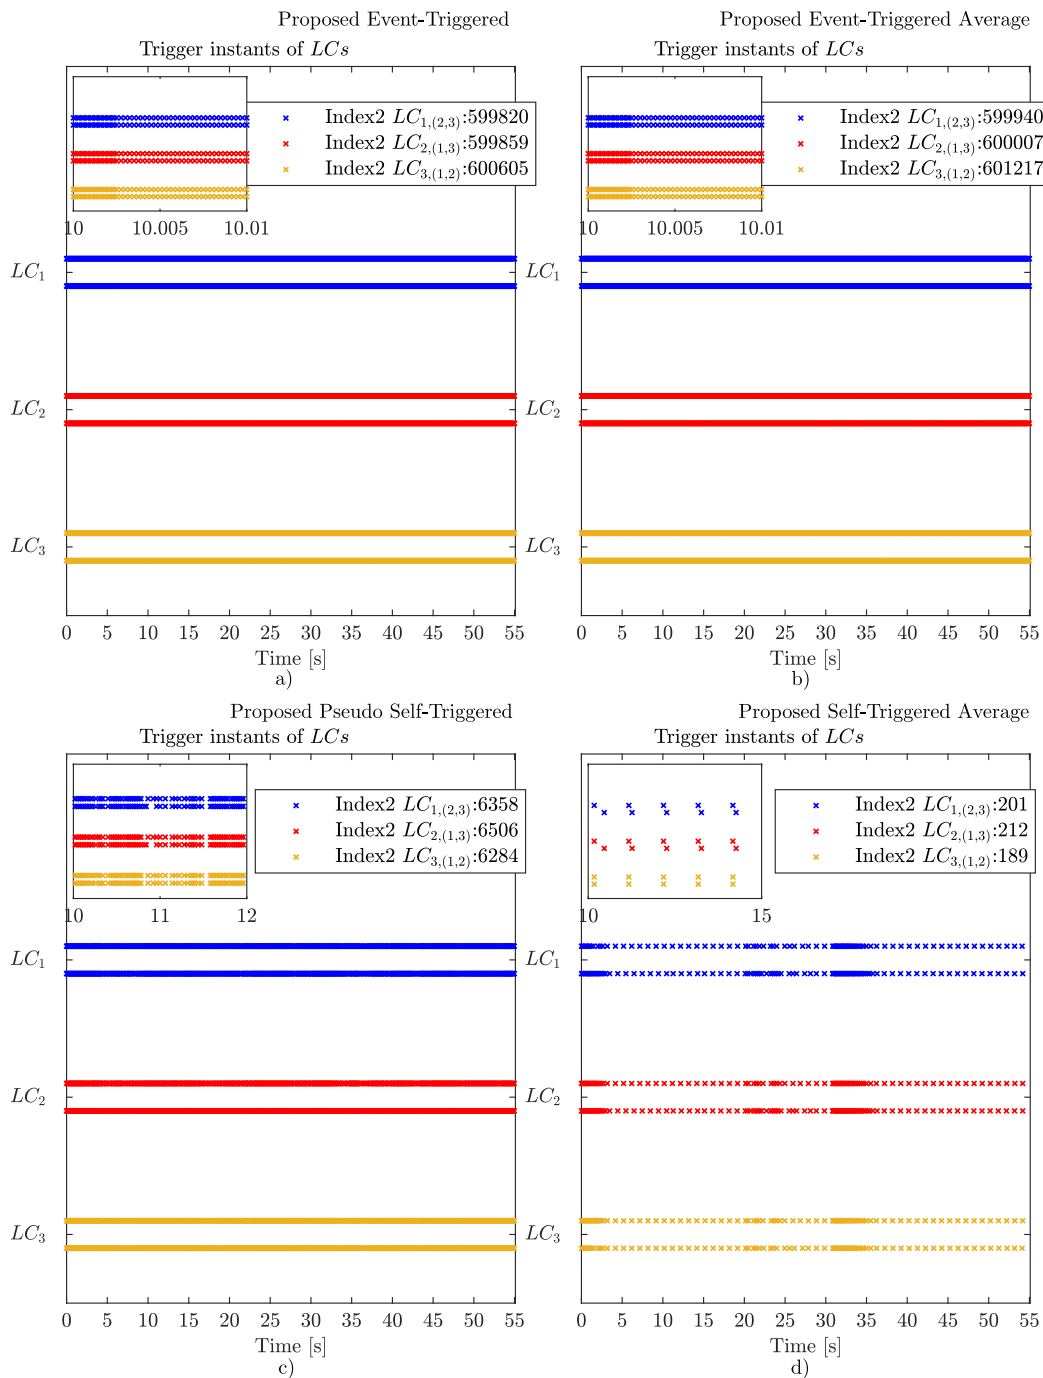 Proposed Event-Triggered
Trigger instants of LCs
Index2 LC1,(2,3):599820
Index2 LC2,(1,3):599859
Index2 LC3,(1,2):600605
10 10.005 10.01
LC1
LC2
LC3
0 5 10 15 20 25 30 35 40 45 50 55
Time [s]
a)
Proposed Event-Triggered Average
Trigger instants of LCs
Index2 LC1,(2,3):599940
Index2 LC2,(1,3):600007
Index2 LC3,(1,2):601217
10 10.005 10.01
LC1
LC2
LC3
0 5 10 15 20 25 30 35 40 45 50 55
Time [s]
b)
Proposed Pseudo Self-Triggered
Trigger instants of LCs
Index2 LC1,(2,3):6358
Index2 LC2,(1,3):6506
Index2 LC3,(1,2):6284
10 11 12
LC1
LC2
LC3
0 5 10 15 20 25 30 35 40 45 50 55
Time [s]
c)
Proposed Self-Triggered Average
Trigger instants of LCs
Index2 LC1,(2,3):201
Index2 LC2,(1,3):212
Index2 LC3,(1,2):189
10 15
LC1
LC2
LC3
0 5 10 15 20 25 30 35 40 45 50 55
Time [s]
d)